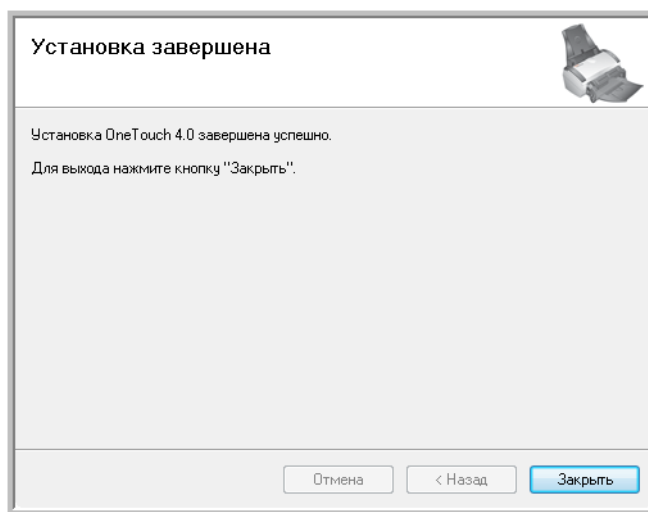 Установка завершена
Установка OneTouch 4.0 завершена успешно.
Для выхода нажмите кнопку "Закрыть".
Отмена
< Назад
Закрыть